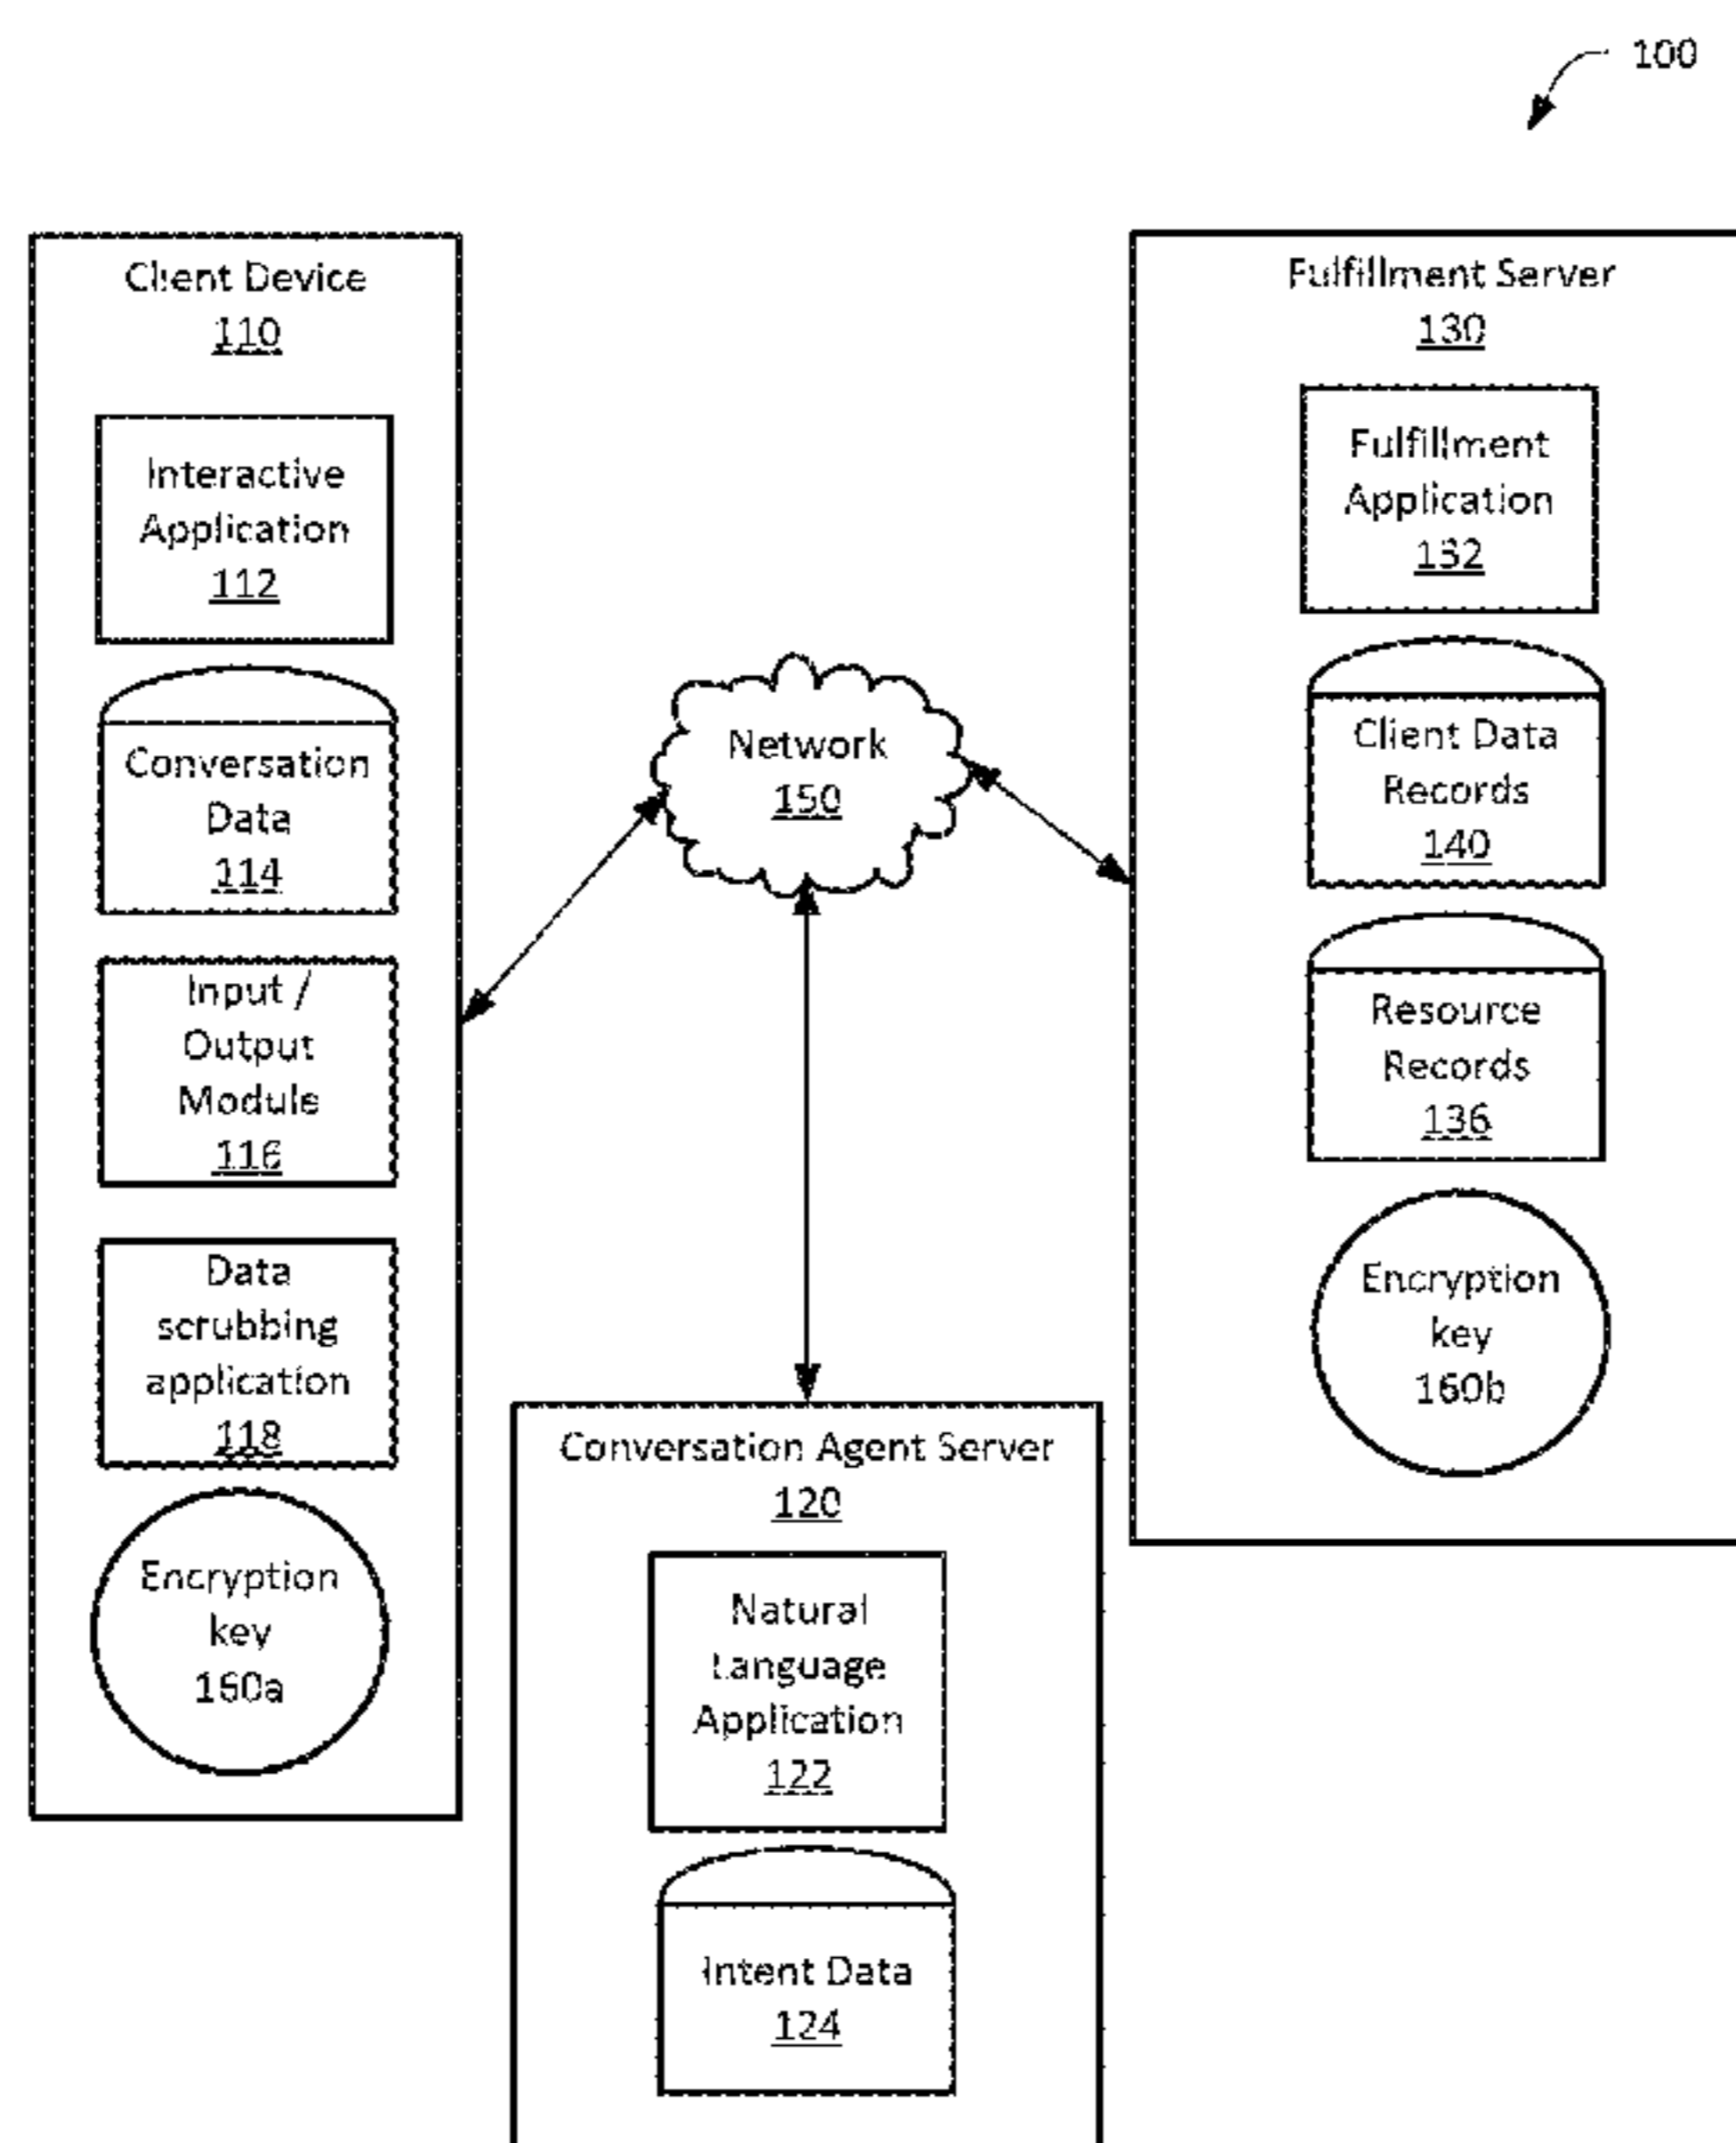 100
Client Device
110
Interactive
Application
112
Conversation
Data
114
Input /
Output
Module
116
Data
scrubbing
application
118
Encryption
key
160a
Network
150
Conversation Agent Server
120
Natural
Language
Application
122
Intent Data
124
Fulfillment Server
130
Fulfillment
Application
132
Client Data
Records
140
Resource
Records
136
Encryption
key
160b